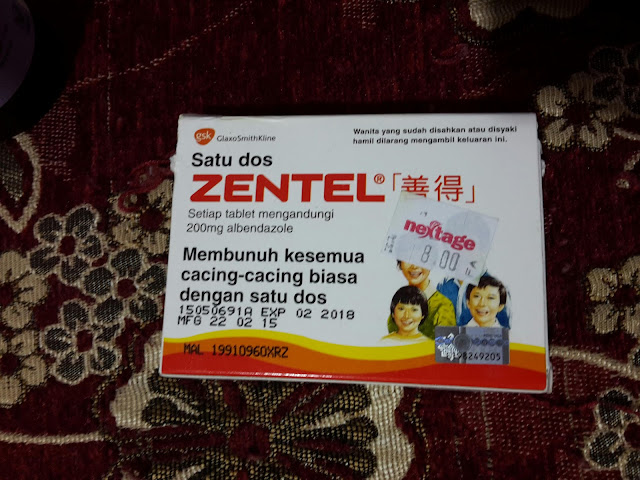 gsk GlaxoSmithKline
Wanita yang sudah disahkan atau disyaki
hamil dilarang mengambil keluaran ini.
Satu dos
ZENTEL®「善得」
Setiap tablet mengandungi
200mg albendazole
nextage
8.00
Membunuh kesemua
cacing-cacing biasa
dengan satu dos
15050691A EXP 02 2018
MFG 22 02 15
MAL 19910960XRZ
8249205